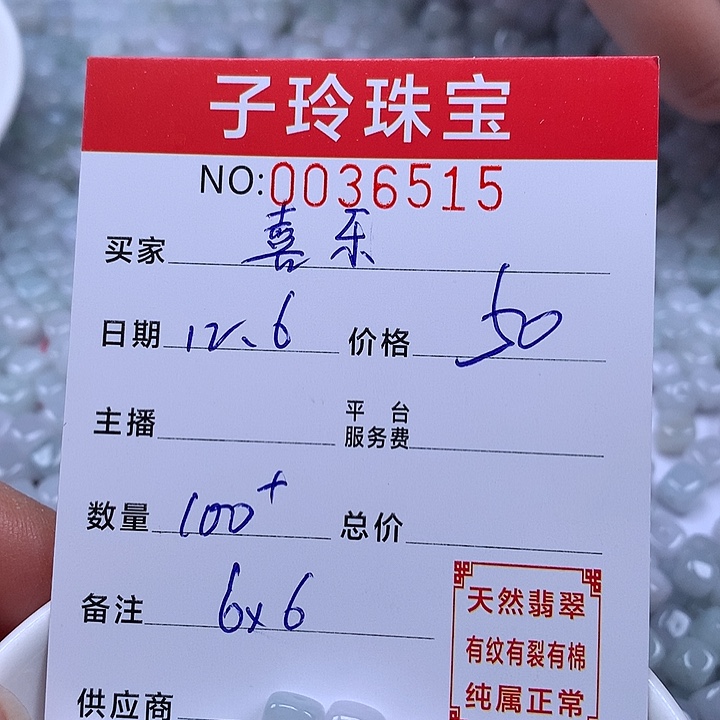 子玲珠宝
NO:0036515
买家 喜乐
日期 12.6 价格 50
主播 平台服务费
数量 100+ 总价
备注 6x6
供应商
天然翡翠
有纹有裂有棉
纯属正常